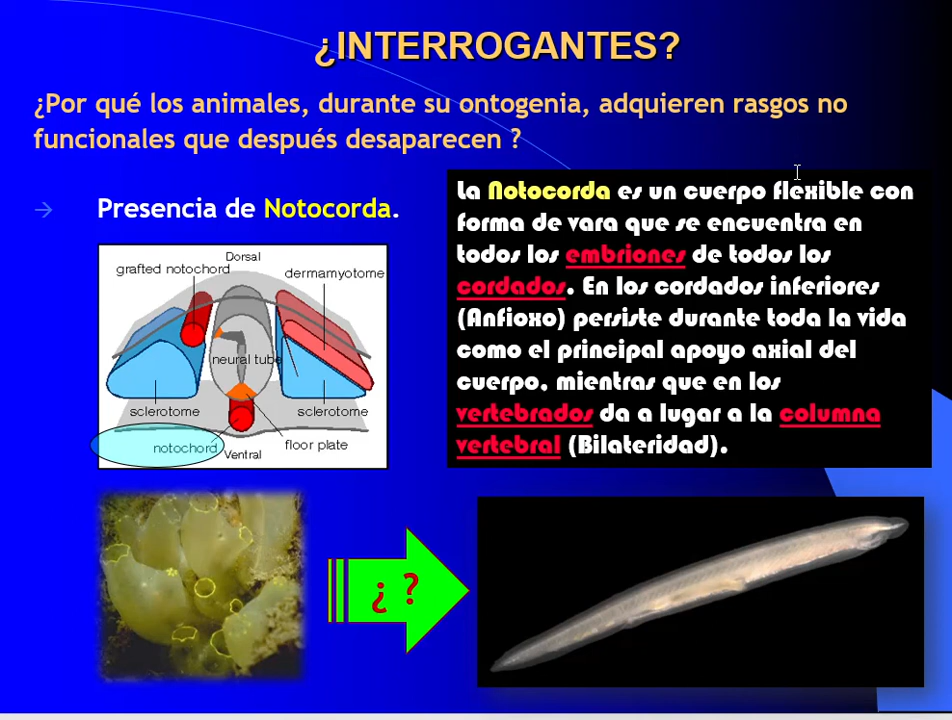 ¿INTERROGANTES?
¿Por qué los animales, durante su ontogenia, adquieren rasgos no
funcionales que después desaparecen ?
Presencia de Notocorda.
La Notocorda es un cuerpo flexible con
forma de vara que se encuentra en
todos los embriones de todos los
cordados. En los cordados inferiores
(Anfioxo) persiste durante toda la vida
como el principal apoyo axial del
cuerpo, mientras que en los
vertebrados da a lugar a la columna
vertebral (Bilateridad).
Dorsal
grafted notochord
dermamyotome
neural tube
sclerotome
sclerotome
notochord
floor plate
Ventral
¿ ?